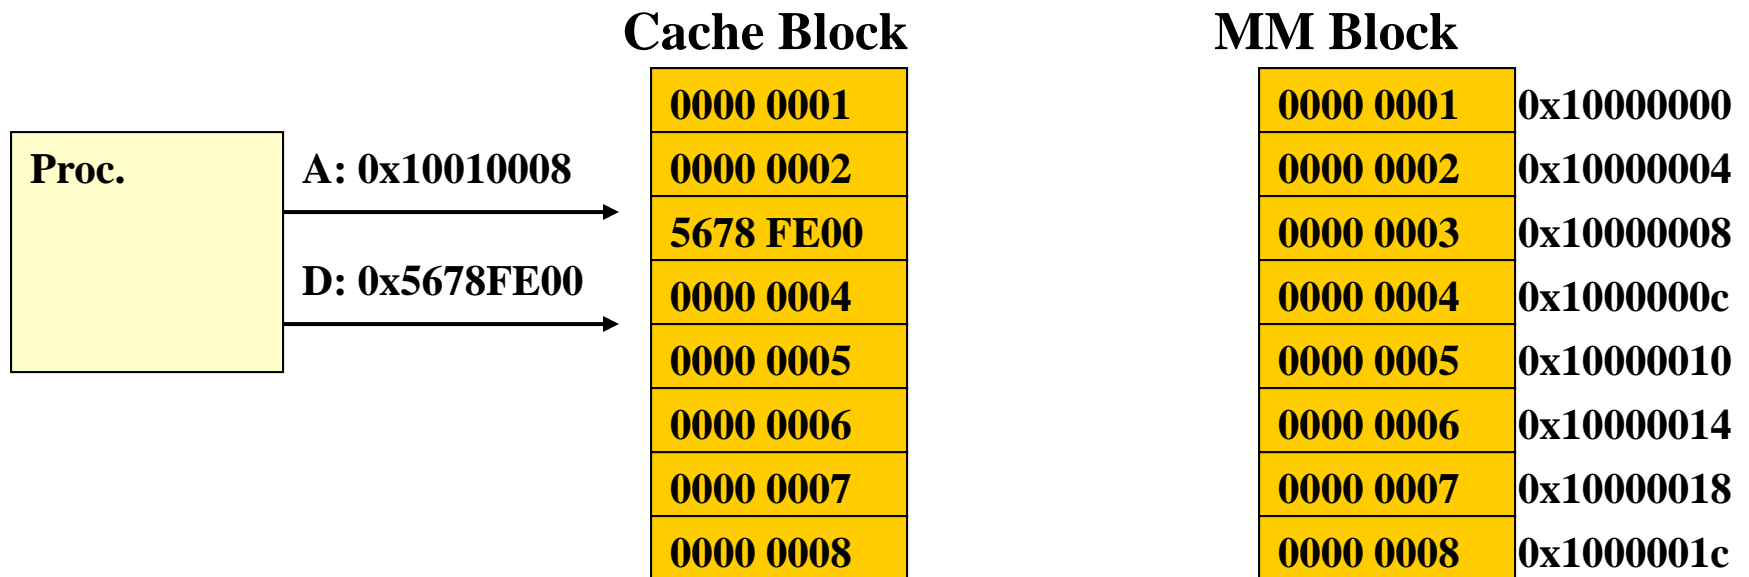 Cache Block MM Block
0000 0001 0000 0001 0x10000000
Proc. A: 0x10010008 0000 0002 0000 0002 0x10000004
5678 FE00 0000 0003 0x10000008
D: 0x5678FE00 0000 0004 0000 0004 0x1000000c
0000 0005 0000 0005 0x10000010
0000 0006 0000 0006 0x10000014
0000 0007 0000 0007 0x10000018
0000 0008 0000 0008 0x1000001c